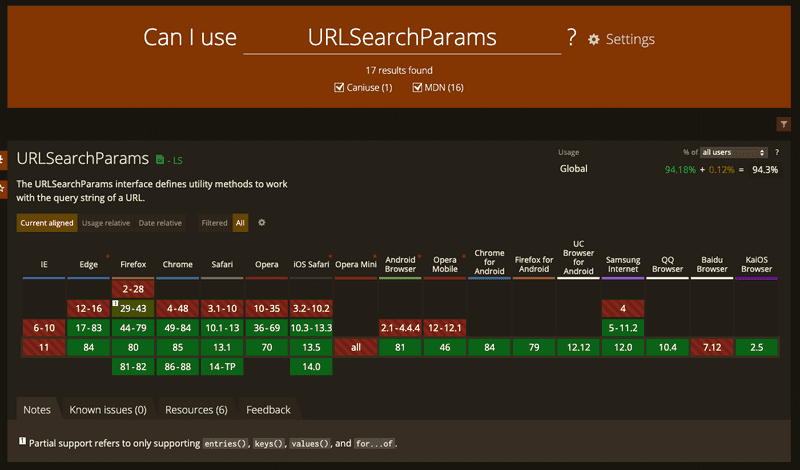 Can I use URLSearchParams ? Settings
17 results found
Caniuse (1) MDN (16)
URLSearchParams - LS
Usage % of all users ?
Global 94.18% + 0.12% = 94.3%
The URLSearchParams interface defines utility methods to work
with the query string of a URL.
Current aligned Usage relative Date relative Filtered All
IE Edge * Firefox Chrome Safari Opera iOS Safari * Opera Mini * Android Browser * Opera Mobile * Chrome for Android Firefox for Android UC Browser for Android Samsung Internet QQ Browser Baidu Browser KaiOS Browser
2-28
12-16 1 29-43 4-48 3.1-10 10-35 3.2-10.2 4
6-10 17-83 44-79 49-84 10.1-13 36-69 10.3-13.3 2.1-4.4.4 12-12.1 5-11.2
11 84 80 85 13.1 70 13.5 all 81 46 84 79 12.12 12.0 10.4 7.12 2.5
81-82 86-88 14-TP 14.0
Notes Known issues (0) Resources (6) Feedback
1 Partial support refers to only supporting entries(), keys(), values(), and for...of.